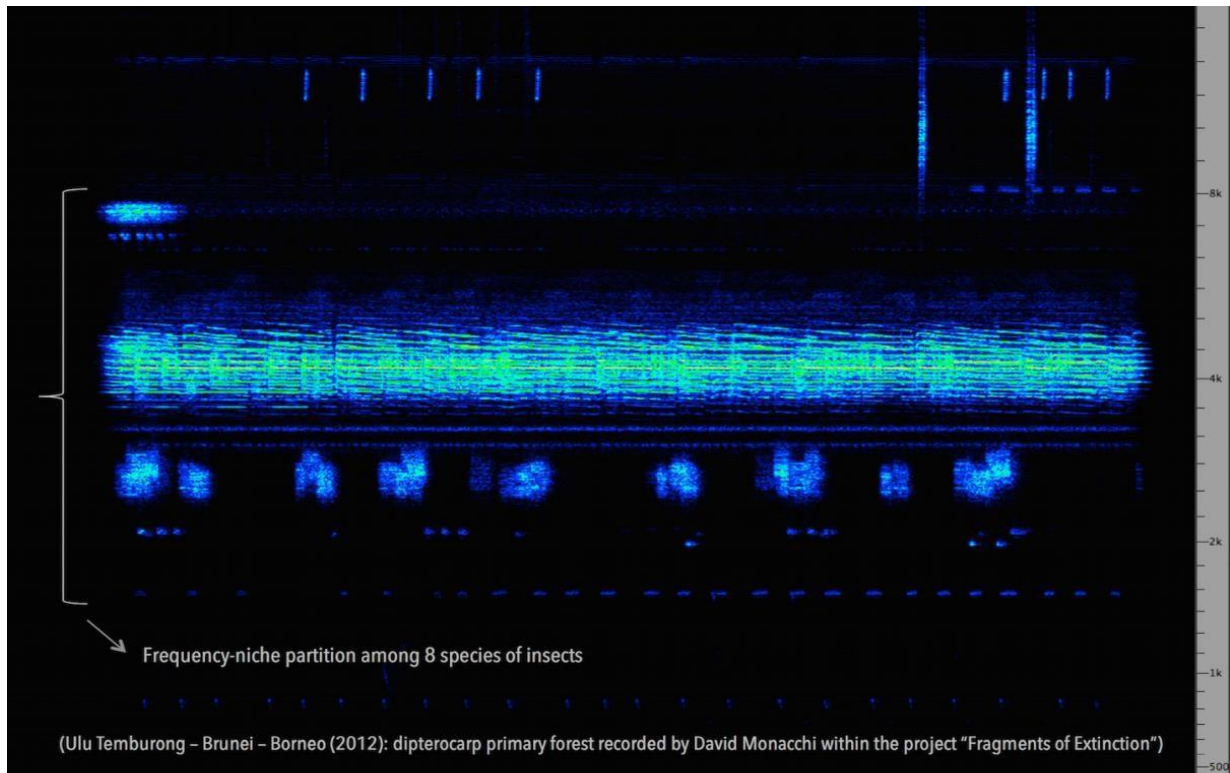 8k
4k
2k
Frequency-niche partition among 8 species of insects
1k
(Ulu Temburong – Brunei – Borneo (2012): dipterocarp primary forest recorded by David Monacchi within the project “Fragments of Extinction”)
500